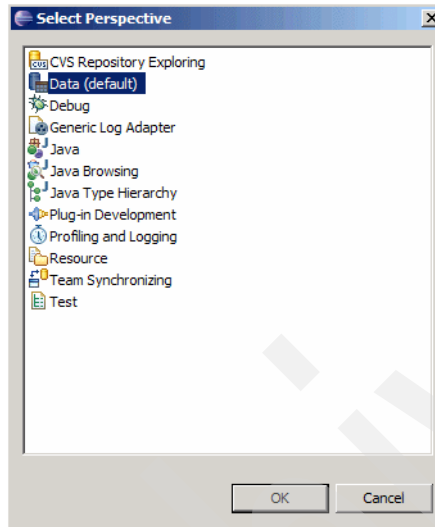 Select Perspective
CVS Repository Exploring
Data (default)
Debug
Generic Log Adapter
Java
Java Browsing
Java Type Hierarchy
Plug-in Development
Profiling and Logging
Resource
Team Synchronizing
Test
OK
Cancel